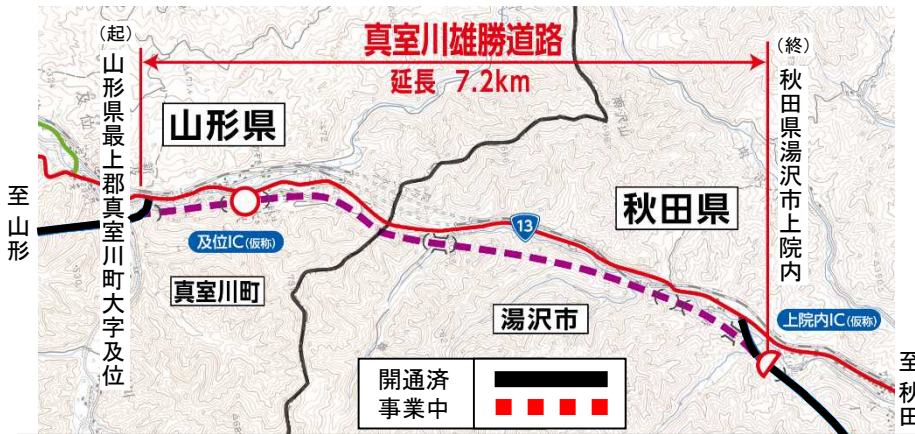 真室川雄勝道路
延長 7.2km
(起)
山形県最上郡真室川町大字及位
(終)
秋田県湯沢市上院内
山形県
秋田県
至 山形
及位IC(仮称)
13
真室川町
湯沢市
上院内IC(仮称)
至 秋田
開通済
事業中